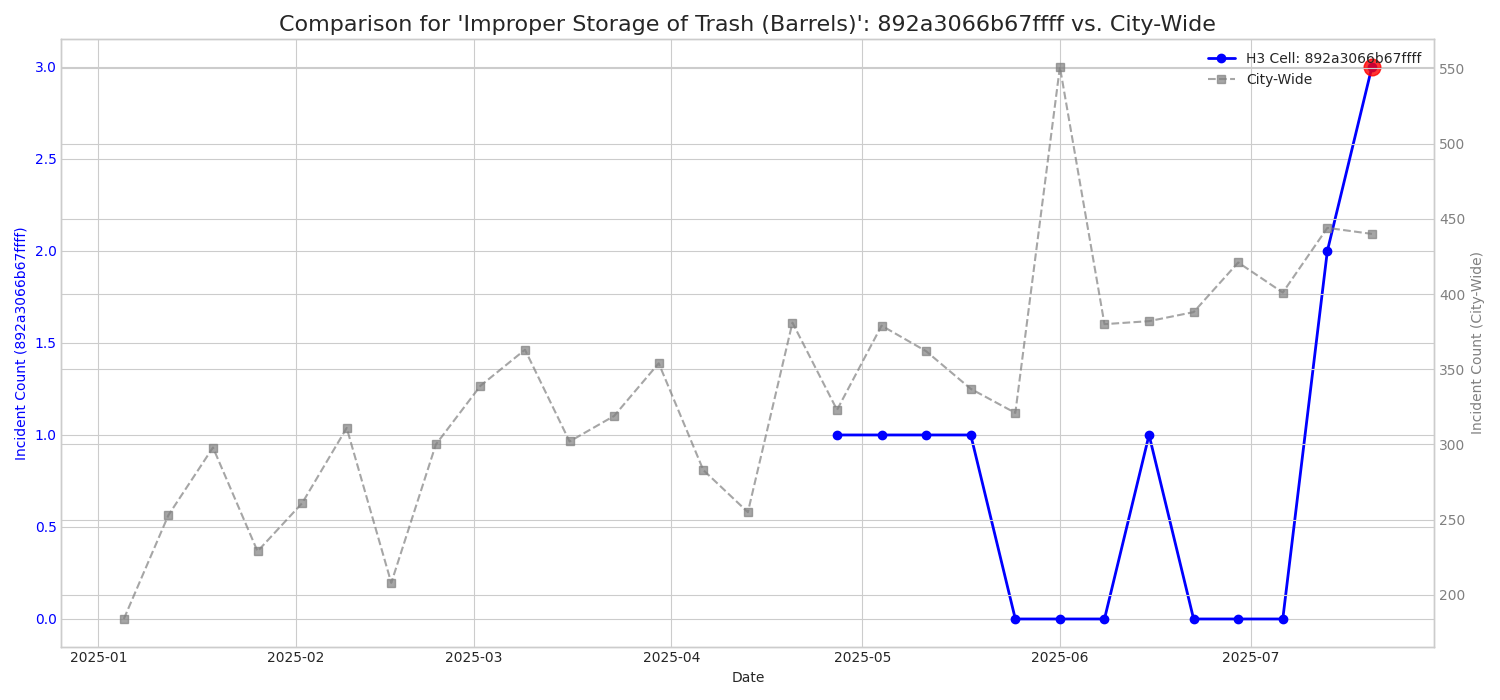 Comparison for 'Improper Storage of Trash (Barrels)': 892a3066b67ffff vs. City-Wide
H3 Cell: 892a3066b67ffff
City-Wide
Incident Count (892a3066b67ffff)
3.0
2.5
2.0
1.5
1.0
0.5
0.0
550
500
450
400
350
300
250
200
Incident Count (City-Wide)
2025-01 2025-02 2025-03 2025-04 2025-05 2025-06 2025-07
Date